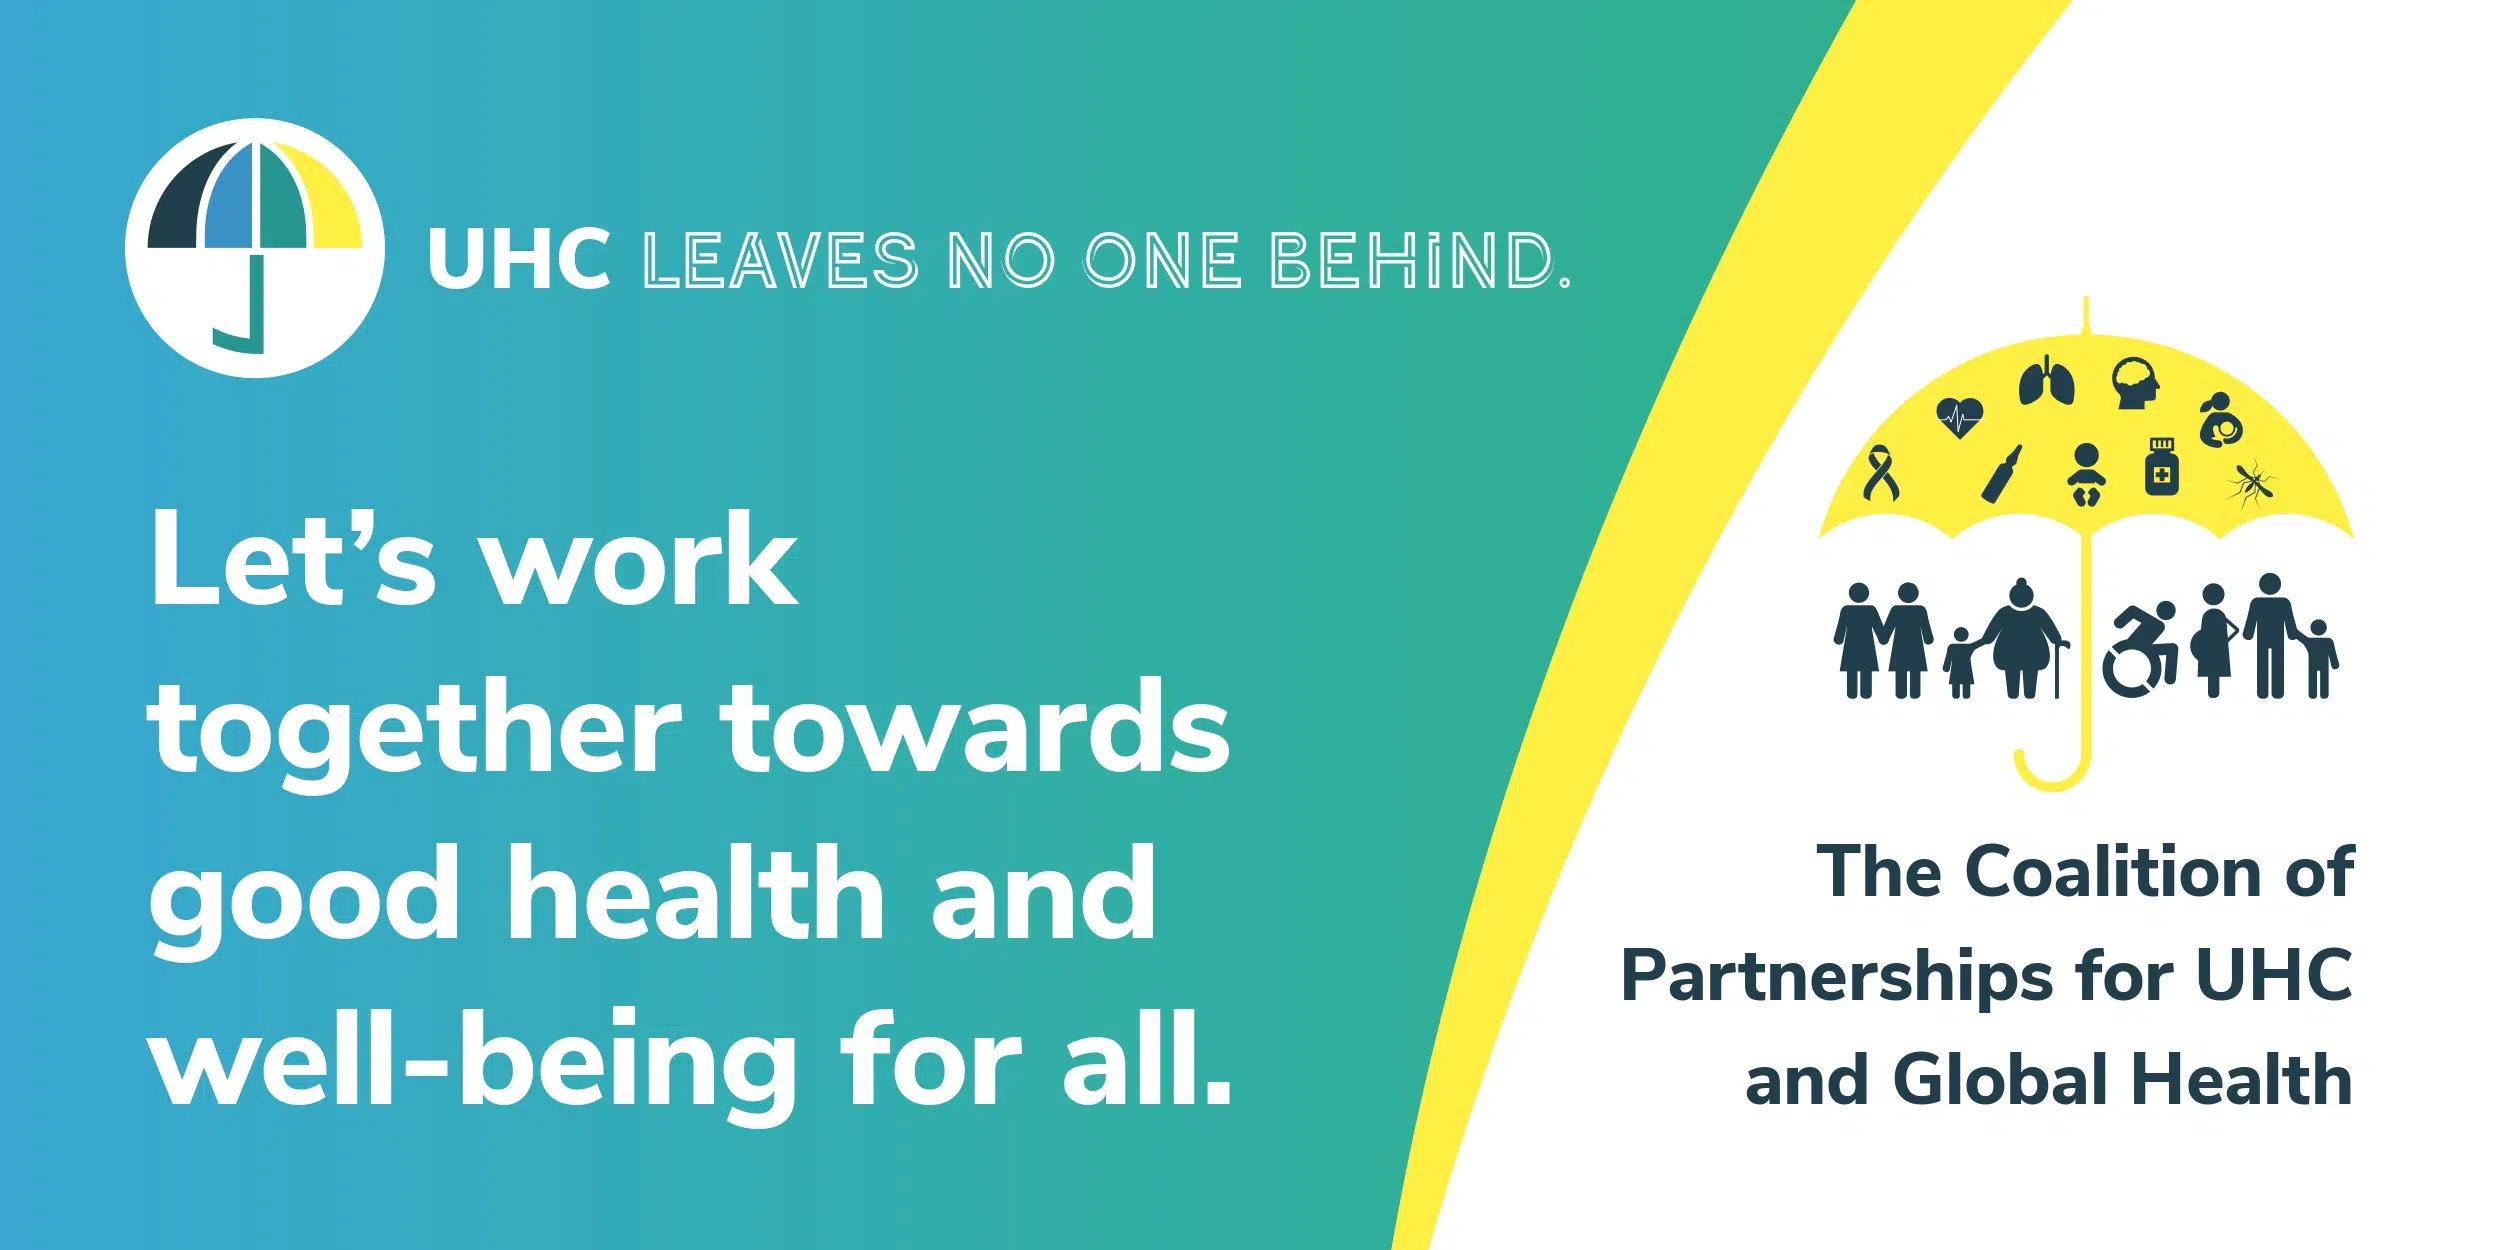 UHC LEAVES NO ONE BEHIND.
Let’s work
together towards
good health and
well-being for all.
The Coalition of
Partnerships for UHC
and Global Health